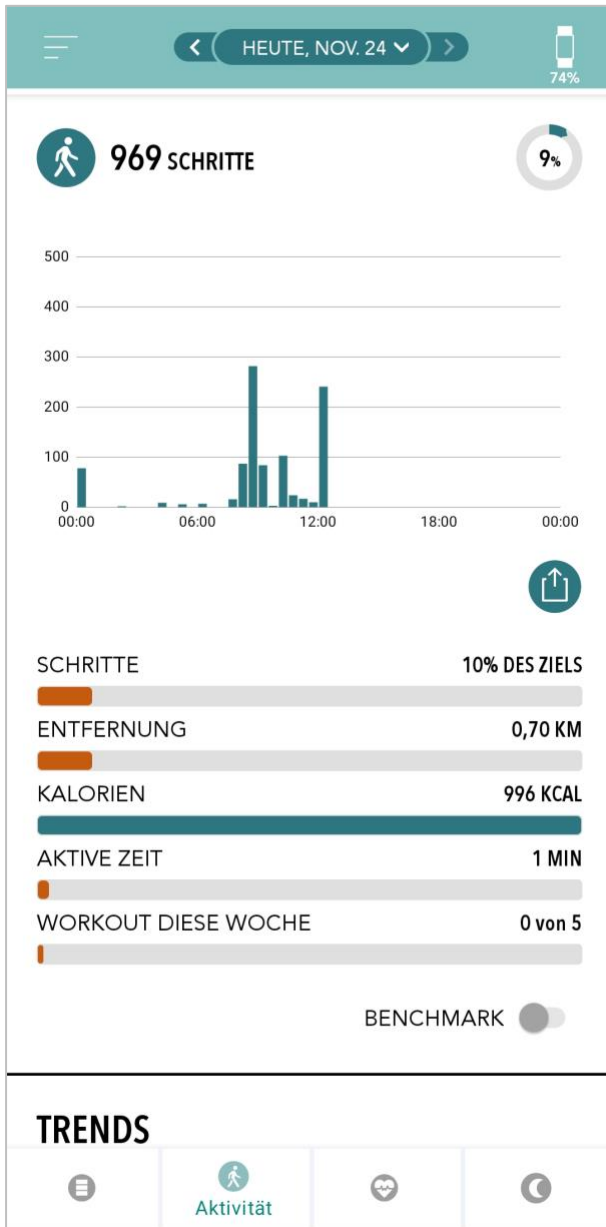 HEUTE, NOV. 24
74%
969 SCHRITTE
9%
500
400
300
200
100
0
00:00 06:00 12:00 18:00 00:00
SCHRITTE 10% DES ZIELS
ENTFERNUNG 0,70 KM
KALORIEN 996 KCAL
AKTIVE ZEIT 1 MIN
WORKOUT DIESE WOCHE 0 von 5
BENCHMARK
TRENDS
Aktivität